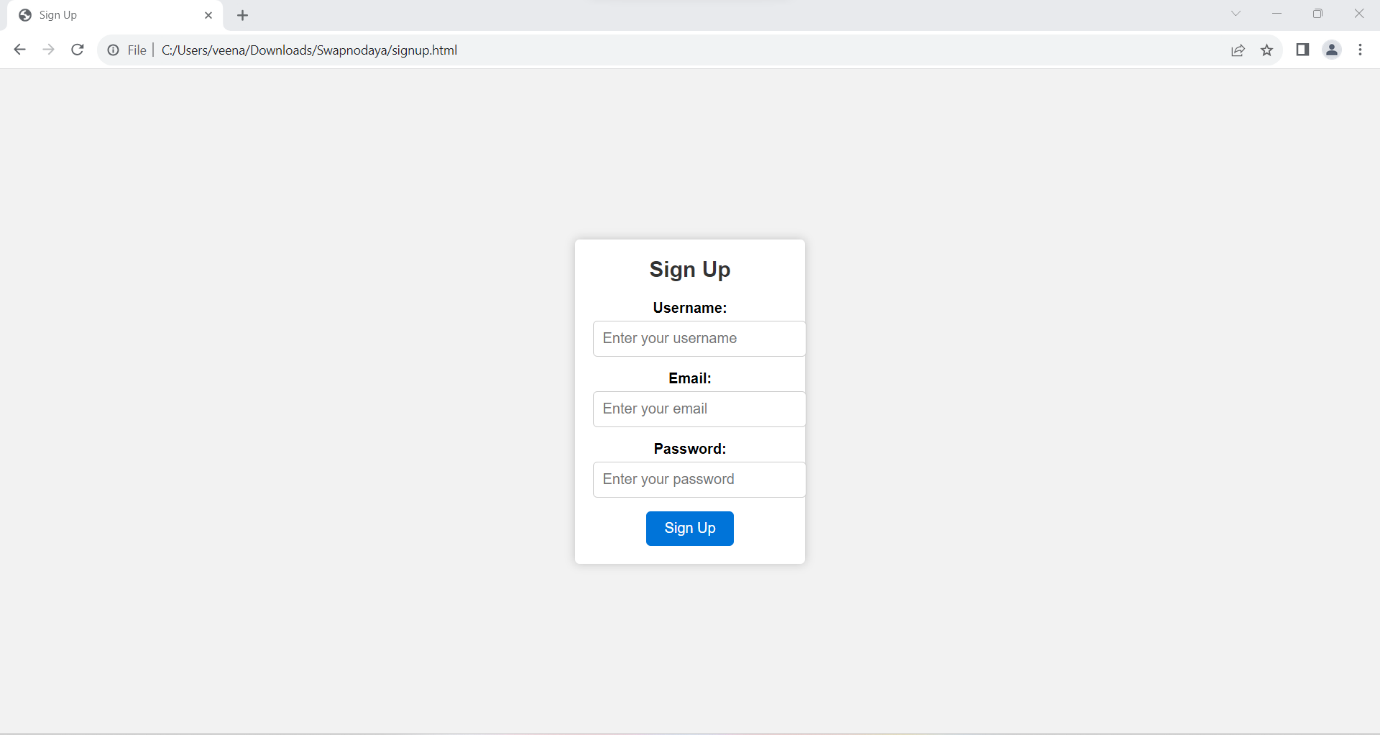 Sign Up
File | C:/Users/veena/Downloads/Swapnodaya/signup.html
Sign Up
Username:
Enter your username
Email:
Enter your email
Password:
Enter your password
Sign Up